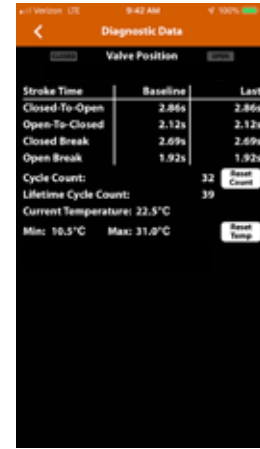 Verizon LTE 9:42 AM 100%
Diagnostic Data
CLOSED Valve Position OPEN
Stroke Time Baseline Last
Closed-To-Open 2.86s 2.86s
Open-To-Closed 2.12s 2.12s
Closed Break 2.69s 2.69s
Open Break 1.92s 1.92s
Cycle Count: 32 Reset Count
Lifetime Cycle Count: 39
Current Temperature: 22.5°C
Min: 10.5°C Max: 31.0°C Reset Temp